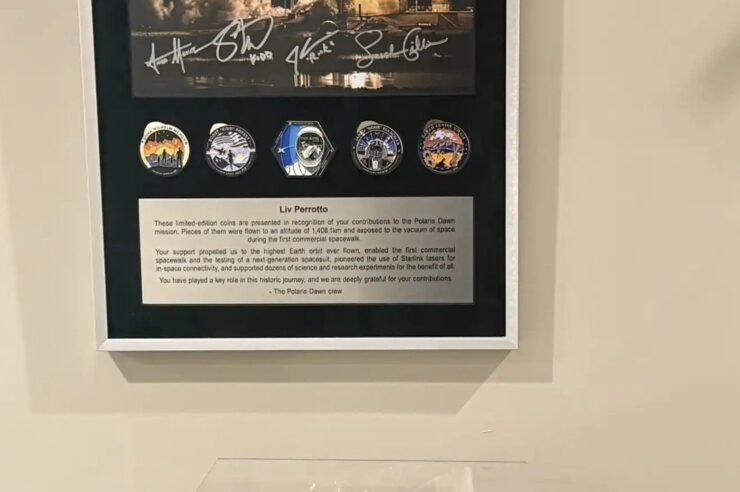 KIDD
"Rook"
Sarah Gillis
Liv Perrotto
These limited-edition coins are presented in recognition of your contributions to the Polaris Dawn
mission. Pieces of them were flown to an altitude of 1,408.1km and exposed to the vacuum of space
during the first commercial spacewalk.
Your support propelled us to the highest Earth orbit ever flown, enabled the first commercial
spacewalk and the testing of a next-generation spacesuit, pioneered the use of Starlink lasers for
in-space connectivity, and supported dozens of science and research experiments for the benefit of all.
You have played a key role in this historic journey, and we are deeply grateful for your contributions.
- The Polaris Dawn crew